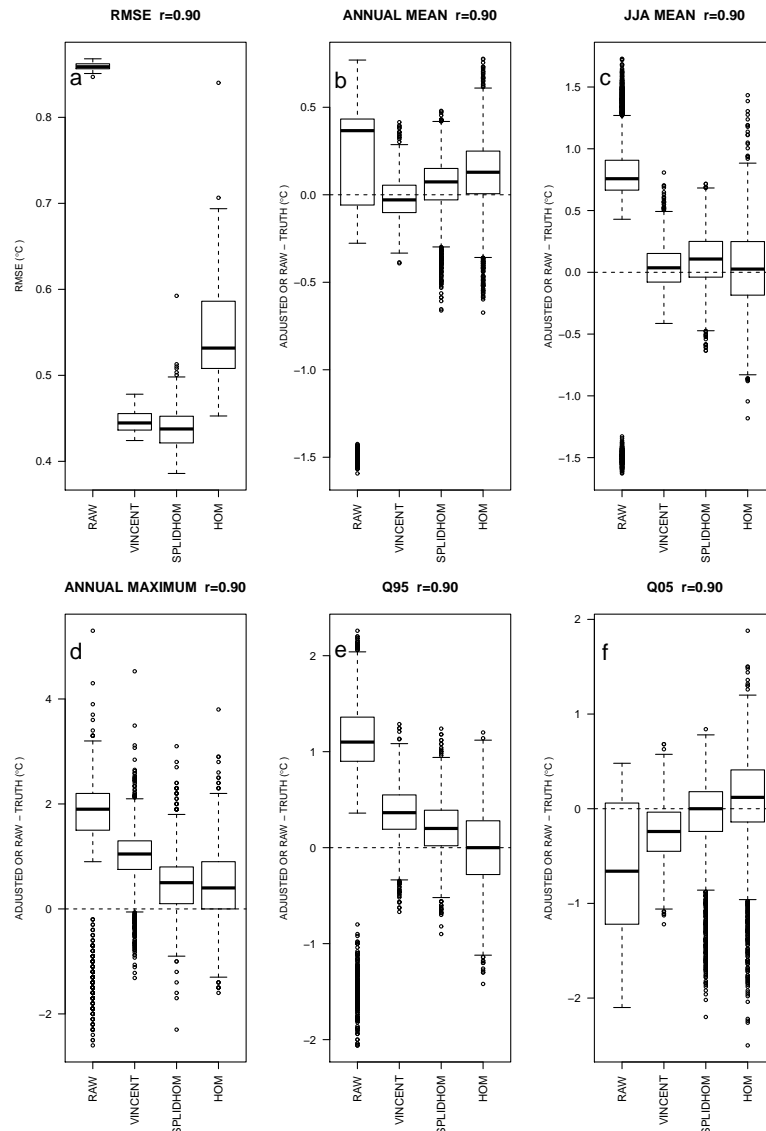 RMSE r=0.90
a
RMSE (°C)
0.8
0.7
0.6
0.5
0.4
RAW
VINCENT
SPLIDHOM
HOM
ANNUAL MEAN r=0.90
b
ADJUSTED OR RAW − TRUTH (°C)
0.5
0.0
−0.5
−1.0
−1.5
RAW
VINCENT
SPLIDHOM
HOM
JJA MEAN r=0.90
c
ADJUSTED OR RAW − TRUTH (°C)
1.5
1.0
0.5
0.0
−0.5
−1.0
−1.5
RAW
VINCENT
SPLIDHOM
HOM
ANNUAL MAXIMUM r=0.90
d
ADJUSTED OR RAW − TRUTH (°C)
4
2
0
−2
RAW
VINCENT
SPLIDHOM
HOM
Q95 r=0.90
e
ADJUSTED OR RAW − TRUTH (°C)
2
1
0
−1
−2
RAW
VINCENT
SPLIDHOM
HOM
Q05 r=0.90
f
ADJUSTED OR RAW − TRUTH (°C)
2
1
0
−1
−2
RAW
VINCENT
SPLIDHOM
HOM